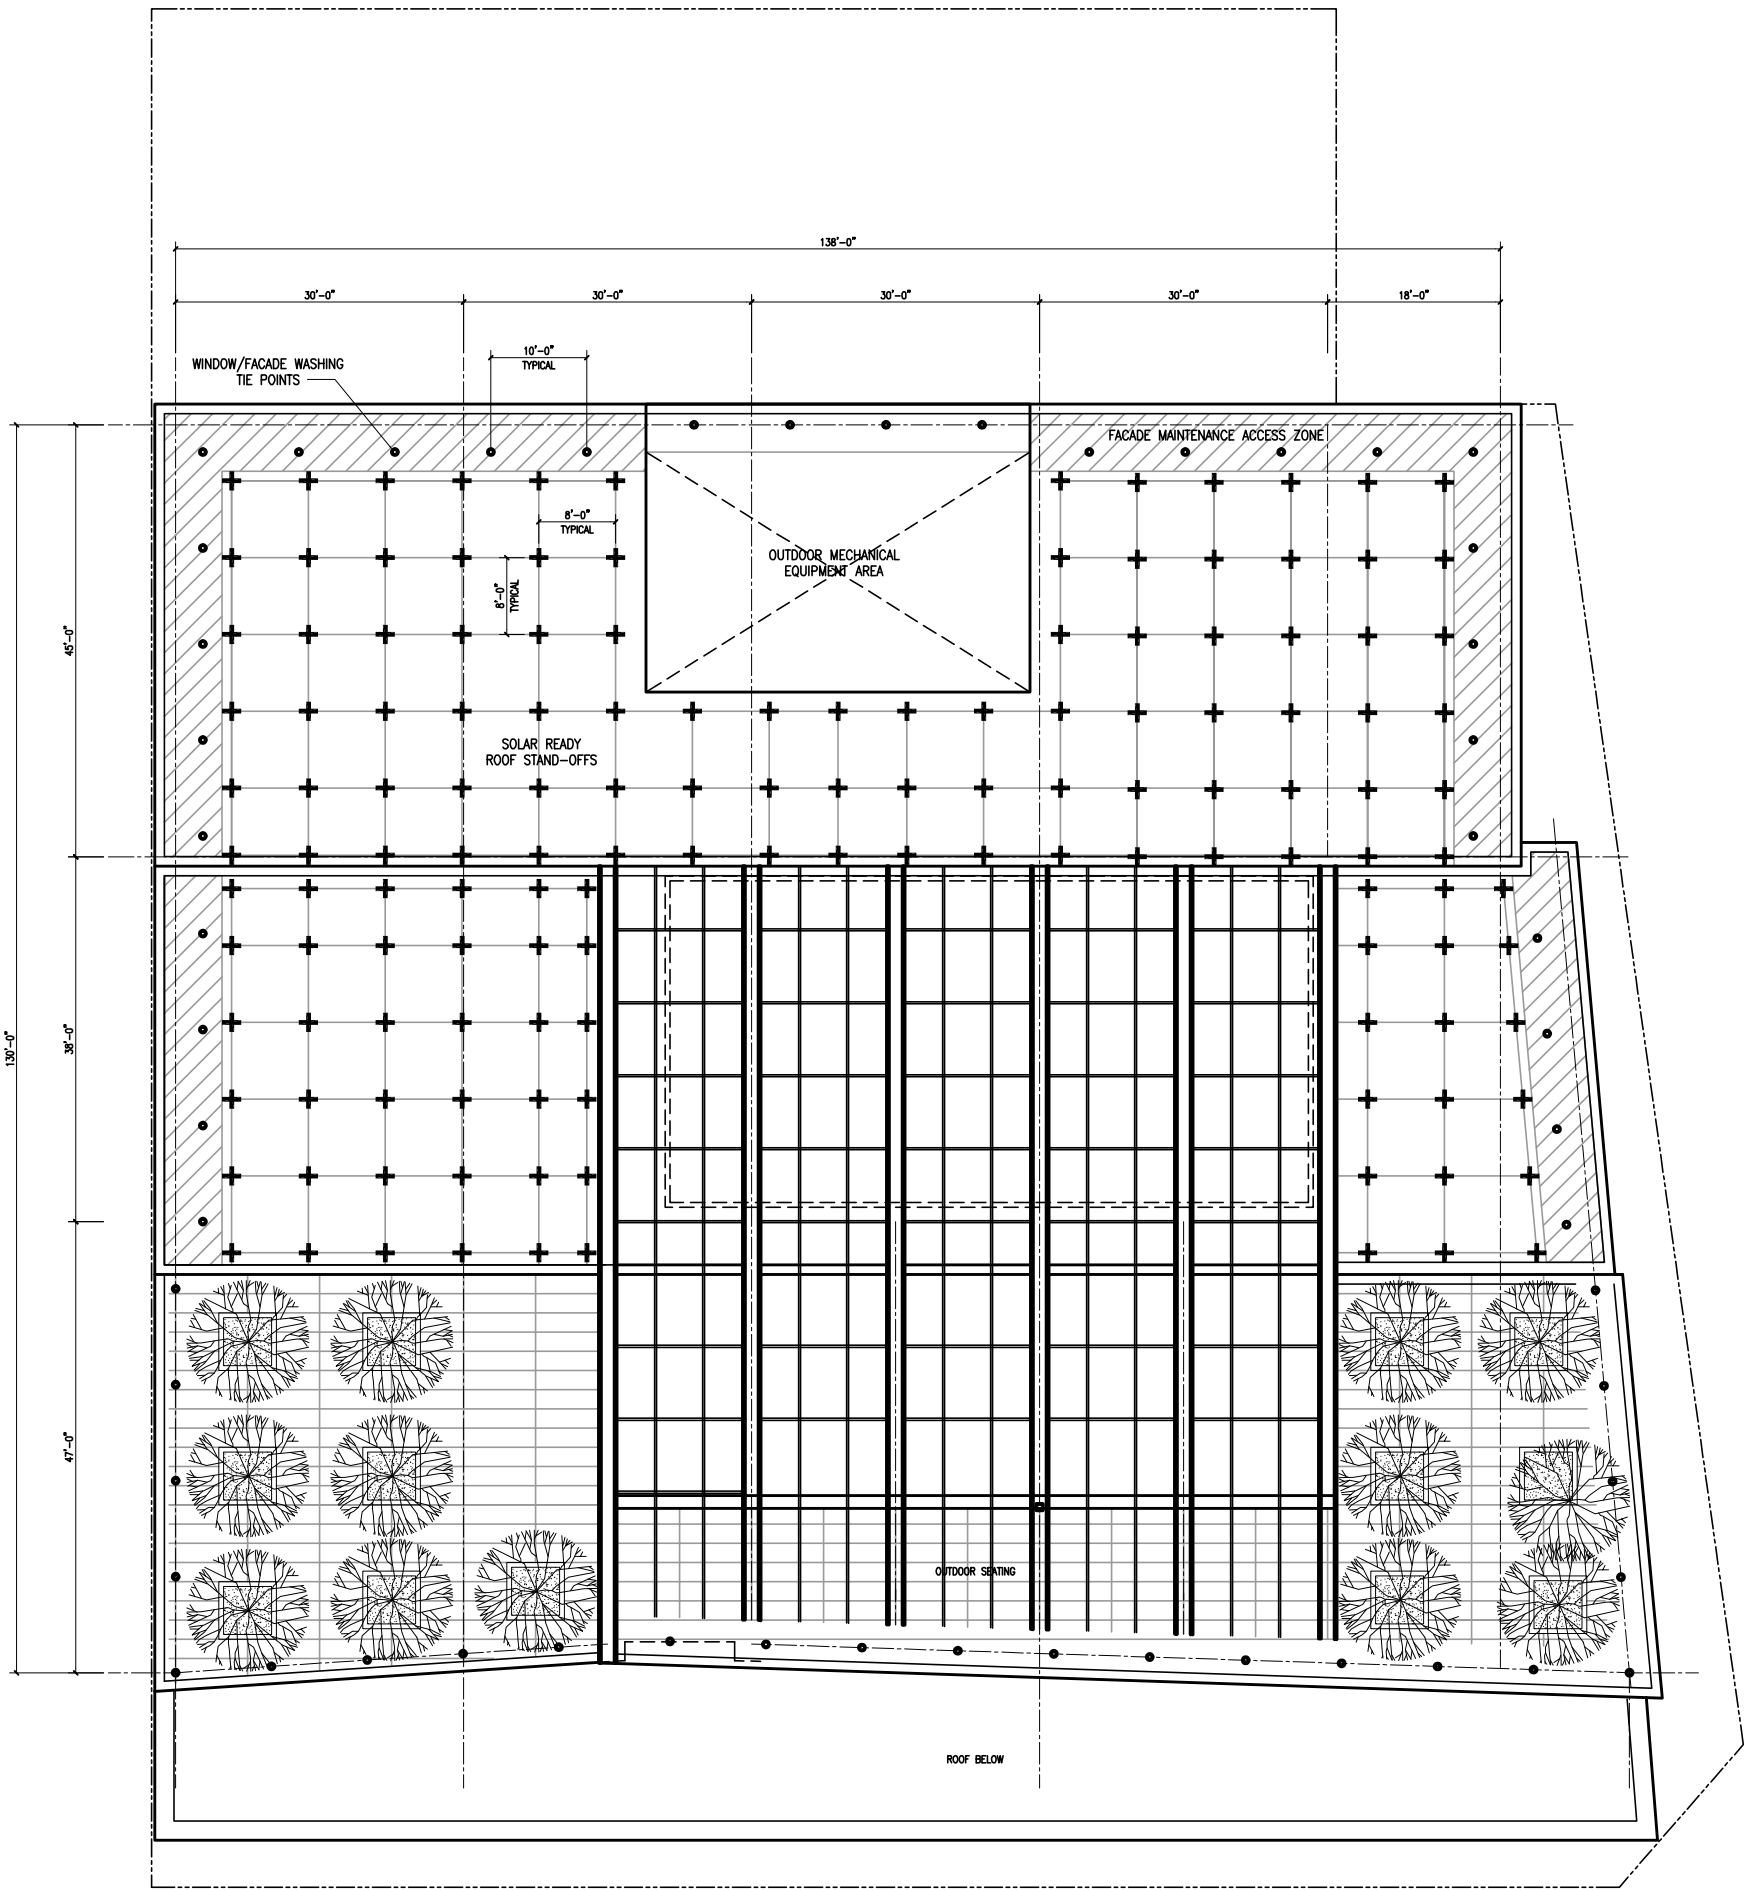 138'-0"
30'-0"
30'-0"
30'-0"
30'-0"
18'-0"
10'-0"
TYPICAL
WINDOW/FACADE WASHING
TIE POINTS
FACADE MAINTENANCE ACCESS ZONE
8'-0"
TYPICAL
OUTDOOR MECHANICAL
EQUIPMENT AREA
8'-0"
TYPICAL
45'-0"
SOLAR READY
ROOF STAND-OFFS
130'-0"
38'-0"
47'-0"
OUTDOOR SEATING
ROOF BELOW